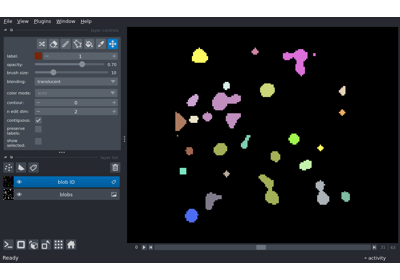 File View Plugins Window Help
label: 1
opacity: 0.70
brush size: 10
blending: translucent
color mode:
contour: 0
n edit dim: 2
contiguous:
preserve
labels:
show
selected:
blob ID
blobs
0
Ready
activity